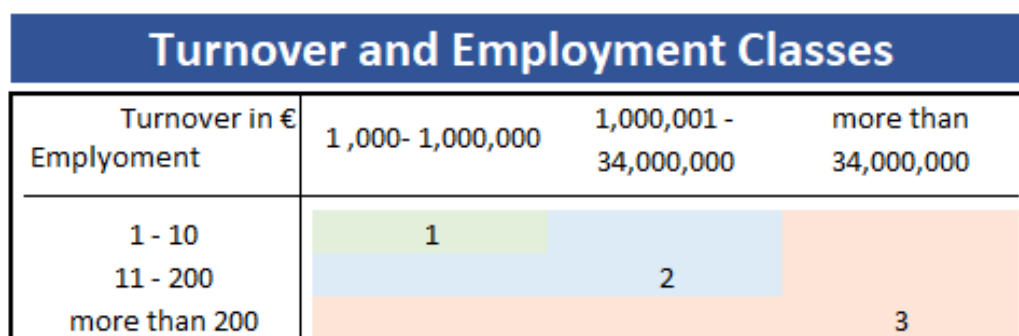 Turnover and Employment Classes
Turnover in €
Emplyoment
1 ,000- 1,000,000
1,000,001 -
34,000,000
more than
34,000,000
1 - 10 1
11 - 200 2
more than 200 3